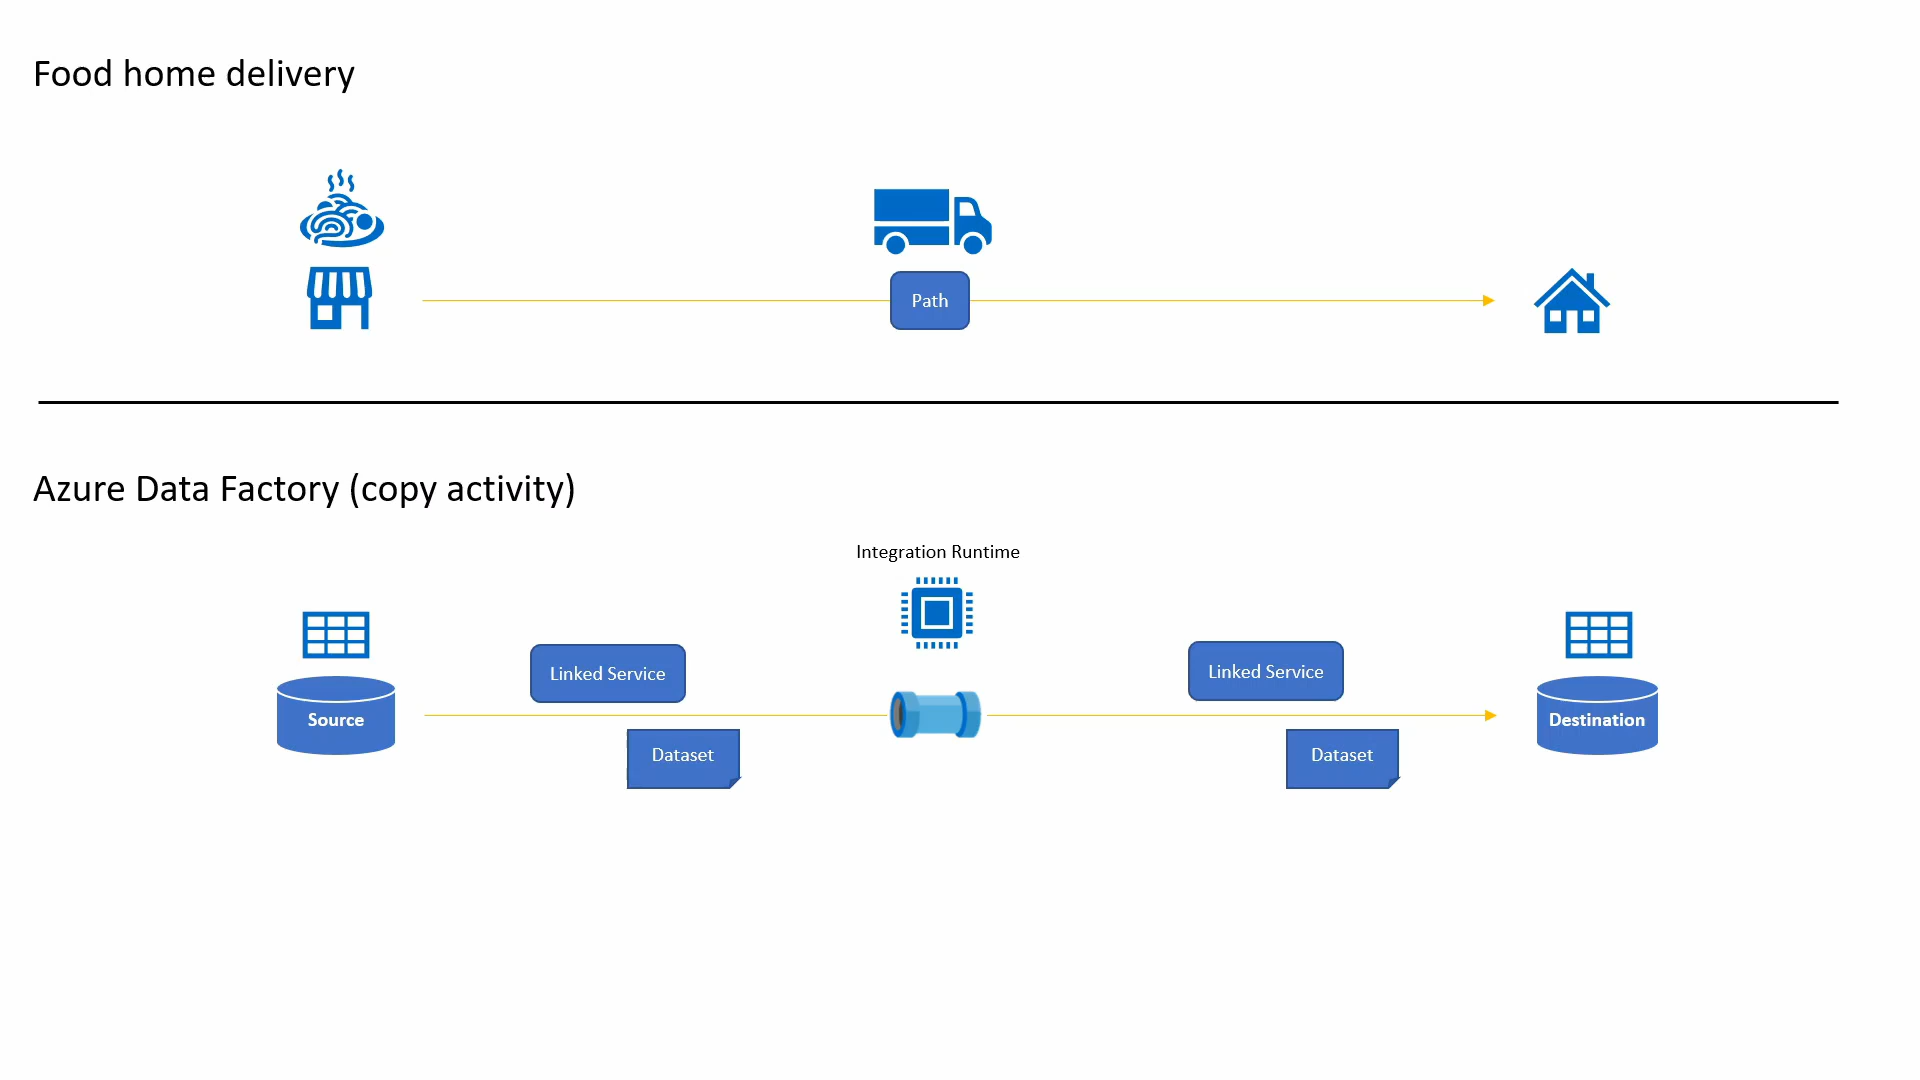 Food home delivery
Path
Azure Data Factory (copy activity)
Integration Runtime
Linked Service
Linked Service
Source
Destination
Dataset
Dataset